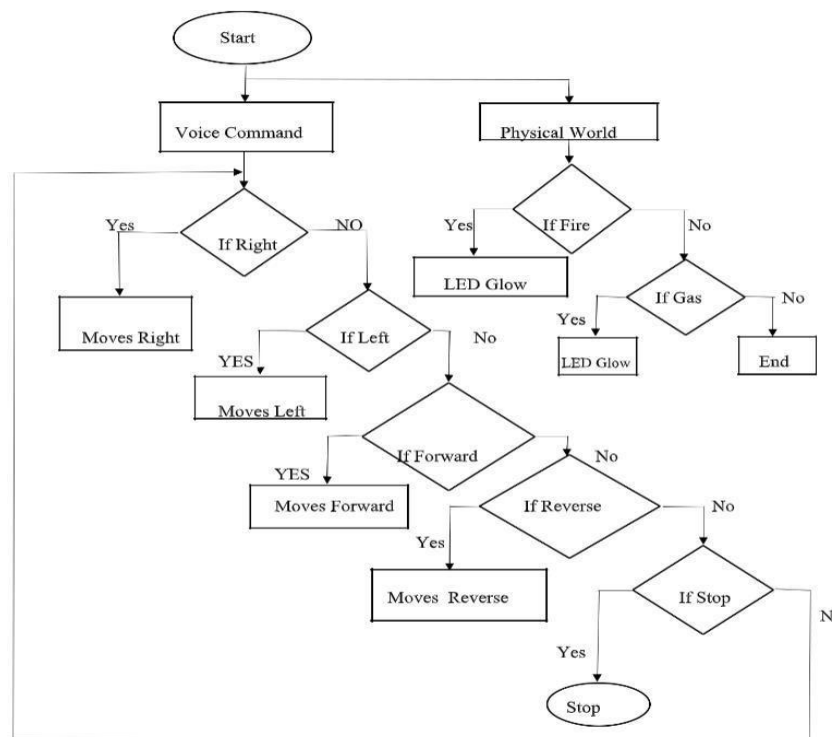 Start
Voice Command
Physical World
Yes
If Right
NO
Yes
If Fire
No
Moves Right
LED Glow
If Left
No
YES
Moves Left
Yes
If Gas
No
LED Glow
End
If Forward
No
YES
Moves Forward
If Reverse
No
Yes
Moves Reverse
If Stop
Yes
Stop